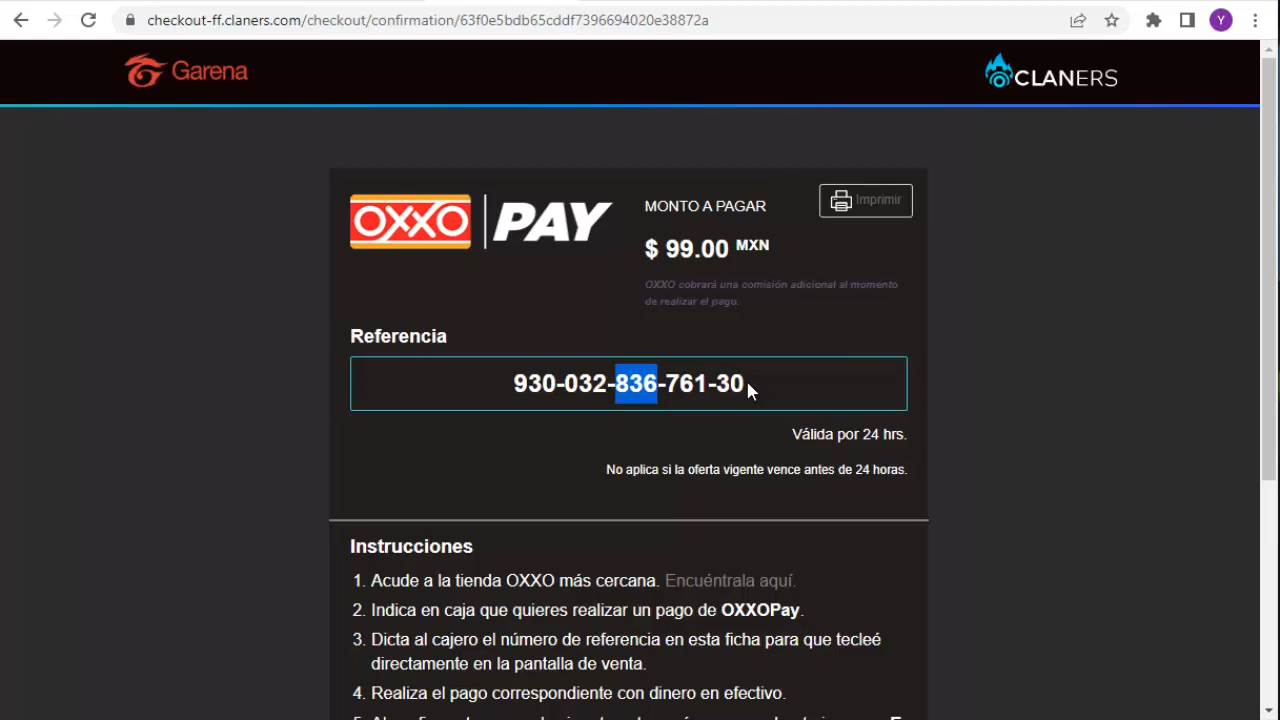 checkout-ff.claners.com/checkout/confirmation/63f0e5bdb65cddf7396694020e38872a
Y
Garena
CLANERS
OXXO PAY
MONTO A PAGAR
Imprimir
$ 99.00 MXN
OXXO cobrará una comisión adicional al momento
de realizar el pago.
Referencia
930-032-836-761-30
Válida por 24 hrs.
No aplica si la oferta vigente vence antes de 24 horas.
Instrucciones
1. Acude a la tienda OXXO más cercana. Encuéntrala aquí.
2. Indica en caja que quieres realizar un pago de OXXOPay.
3. Dicta al cajero el número de referencia en esta ficha para que tecleé
directamente en la pantalla de venta.
4. Realiza el pago correspondiente con dinero en efectivo.